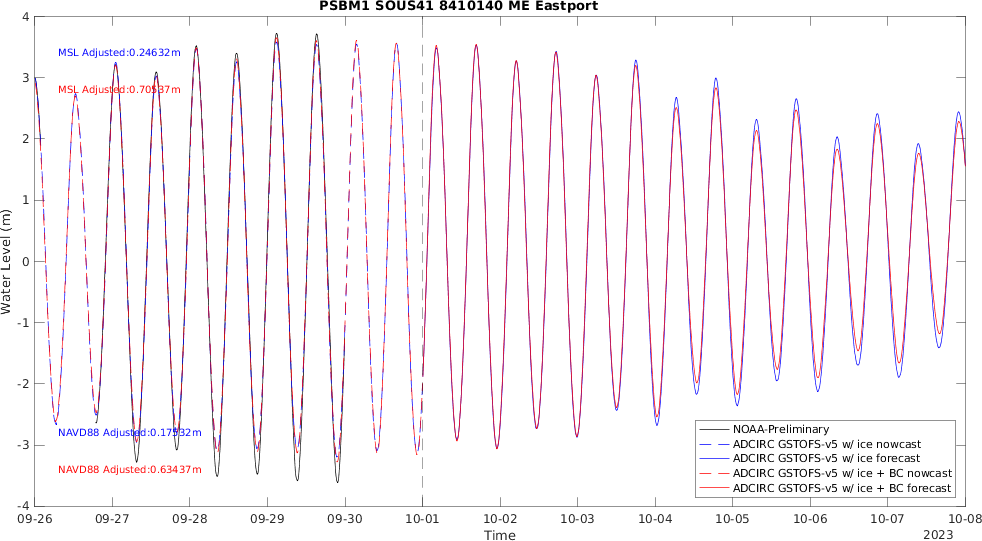 PSBM1 SOUS41 8410140 ME Eastport
4
3
2
1
0
-1
-2
-3
-4
Water Level (m)
MSL Adjusted:0.24632m
MSL Adjusted:0.70537m
NAVD88 Adjusted:0.17532m
NAVD88 Adjusted:0.63437m
NOAA-Preliminary
ADCIRC GSTOFS-v5 w/ ice nowcast
ADCIRC GSTOFS-v5 w/ ice forecast
ADCIRC GSTOFS-v5 w/ ice + BC nowcast
ADCIRC GSTOFS-v5 w/ ice + BC forecast
09-26 09-27 09-28 09-29 09-30 10-01 10-02 10-03 10-04 10-05 10-06 10-07 10-08
Time
2023